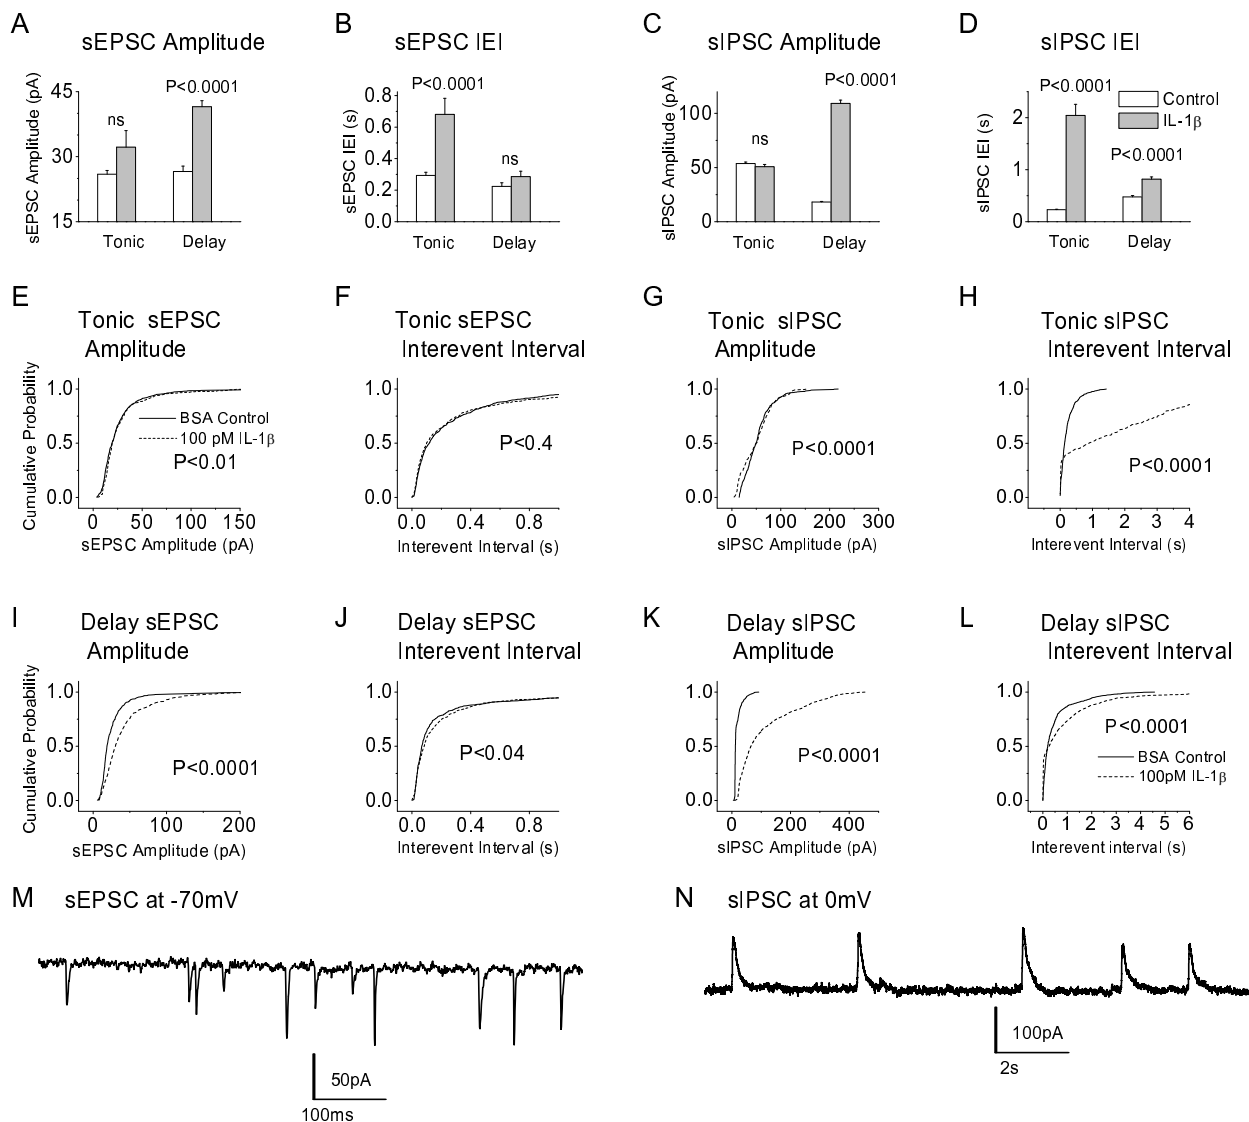 A
sEPSC Amplitude
sEPSC Amplitude (pA)
45
30
15
ns
P<0.0001
Tonic
Delay
B
sEPSC IEI
sEPSC IEI (s)
0.8
0.6
0.4
0.2
0.0
P<0.0001
ns
Tonic
Delay
C
sIPSC Amplitude
sIPSC Amplitude (pA)
100
50
0
ns
P<0.0001
Tonic
Delay
D
sIPSC IEI
sIPSC IEI (s)
2
1
0
P<0.0001
P<0.0001
Control
IL-1β
Tonic
Delay
E
Tonic sEPSC
Amplitude
Cumulative Probability
1.0
0.5
0.0
BSA Control
100 pM IL-1β
P<0.01
0 50 100 150
sEPSC Amplitude (pA)
F
Tonic sEPSC
Interevent Interval
1.0
0.5
0.0
P<0.4
0.0 0.4 0.8
Interevent Interval (s)
G
Tonic sIPSC
Amplitude
1.0
0.5
0.0
P<0.0001
0 100 200 300
sIPSC Amplitude (pA)
H
Tonic sIPSC
Interevent Interval
1.0
0.5
0.0
P<0.0001
0 1 2 3 4
Interevent Interval (s)
I
Delay sEPSC
Amplitude
Cumulative Probability
1.0
0.5
0.0
P<0.0001
0 100 200
sEPSC Amplitude (pA)
J
Delay sEPSC
Interevent Interval
1.0
0.5
0.0
P<0.04
0.0 0.4 0.8
Interevent Interval (s)
K
Delay sIPSC
Amplitude
1.0
0.5
0.0
P<0.0001
0 200 400
sIPSC Amplitude (pA)
L
Delay sIPSC
Interevent Interval
1.0
0.5
0.0
P<0.0001
BSA Control
100pM IL-1β
0 1 2 3 4 5 6
Interevent interval (s)
M
sEPSC at -70mV
50pA
100ms
N
sIPSC at 0mV
100pA
2s